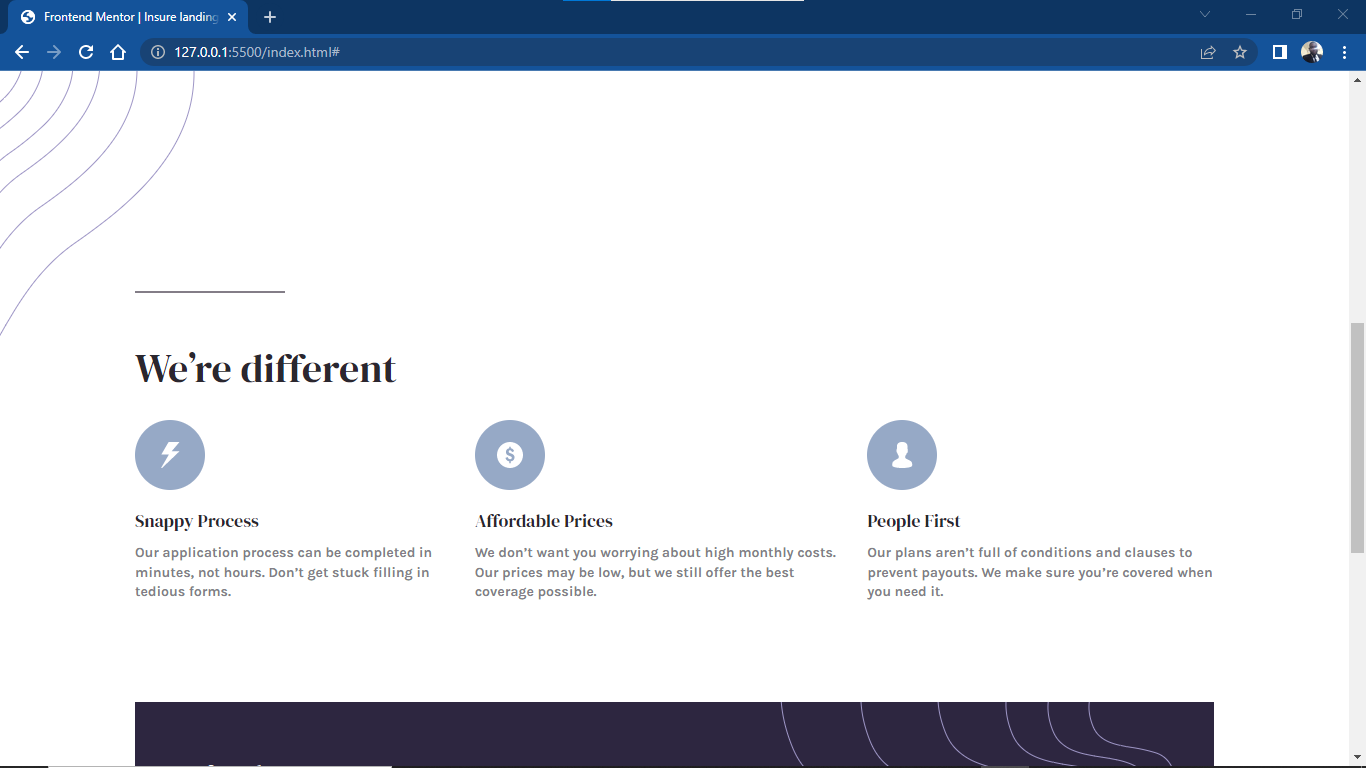 Frontend Mentor | Insure landing
127.0.0.1:5500/index.html#
We’re different
$
Snappy Process
Affordable Prices
People First
Our application process can be completed in
minutes, not hours. Don’t get stuck filling in
tedious forms.
We don’t want you worrying about high monthly costs.
Our prices may be low, but we still offer the best
coverage possible.
Our plans aren’t full of conditions and clauses to
prevent payouts. We make sure you’re covered when
you need it.